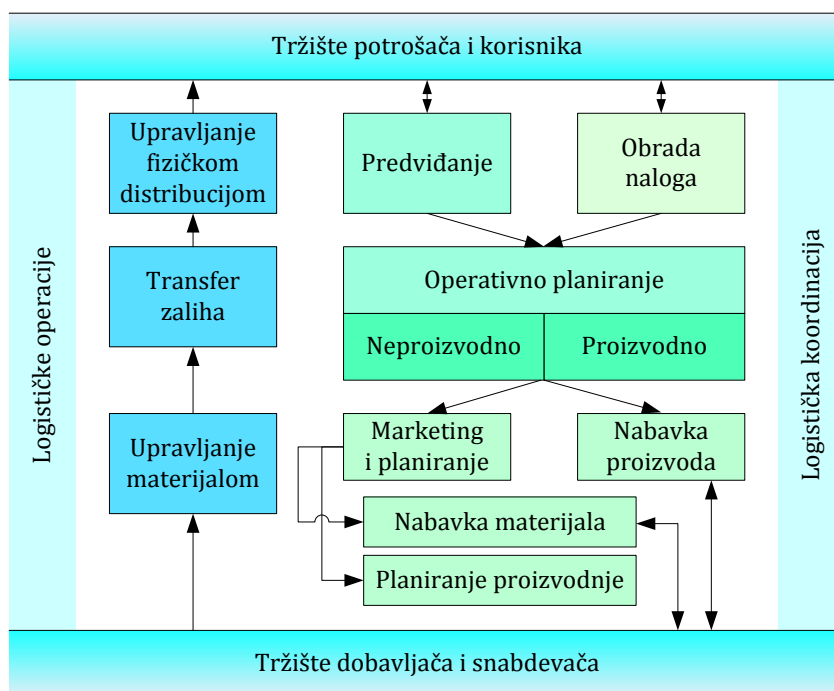 Tržište potrošača i korisnika
Logističke operacije
Upravljanje
fizičkom
distribucijom
Predviđanje
Obrada
naloga
Logistička koordinacija
Transfer
zaliha
Operativno planiranje
Neproizvodno
Proizvodno
Upravljanje
materijalom
Marketing
i planiranje
Nabavka
proizvoda
Nabavka materijala
Planiranje proizvodnje
Tržište dobavljača i snabdevača